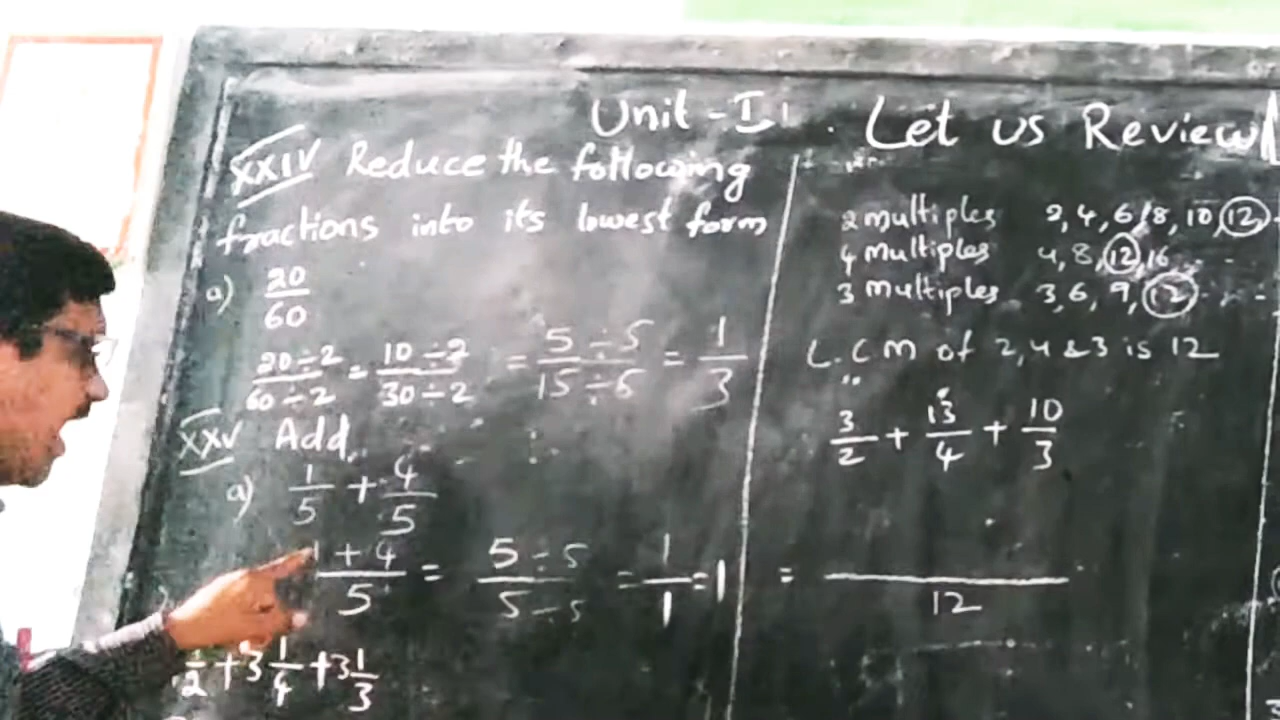 Unit - II . Let us Review
XXIV Reduce the following
fractions into its lowest form
a) 20/60
20÷2/60÷2 = 10÷2/30÷2 = 5÷5/15÷5 = 1/3
XXV Add
a) 1/5 + 4/5
1+4/5 = 5÷5/5÷5 = 1/1 = 1
1/2 + 3 1/4 + 3 1/3
2 multiples 2, 4, 6, 8, 10, 12,
4 multiples 4, 8, 12, 16 . . -
3 multiples 3, 6, 9, 12 - - - -
L.C M of 2, 4 & 3 is 12
3/2 + 13/4 + 10/3
= /12